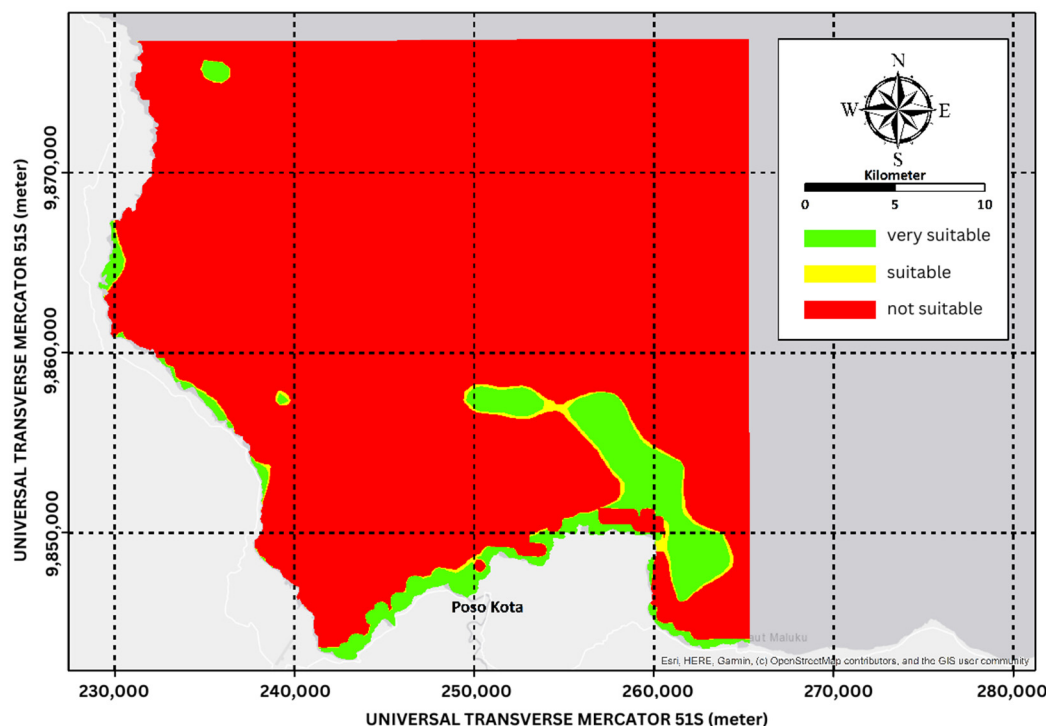 UNIVERSAL TRANSVERSE MERCATOR 51S (meter)
9,870,000
9,860,000
9,850,000
N
W
E
S
Kilometer
0 5 10
very suitable
suitable
not suitable
Poso Kota
aut Maluku
Esri, HERE, Garmin, (c) OpenStreetMap contributors, and the GIS user community
230,000 240,000 250,000 260,000 270,000 280,000
UNIVERSAL TRANSVERSE MERCATOR 51S (meter)